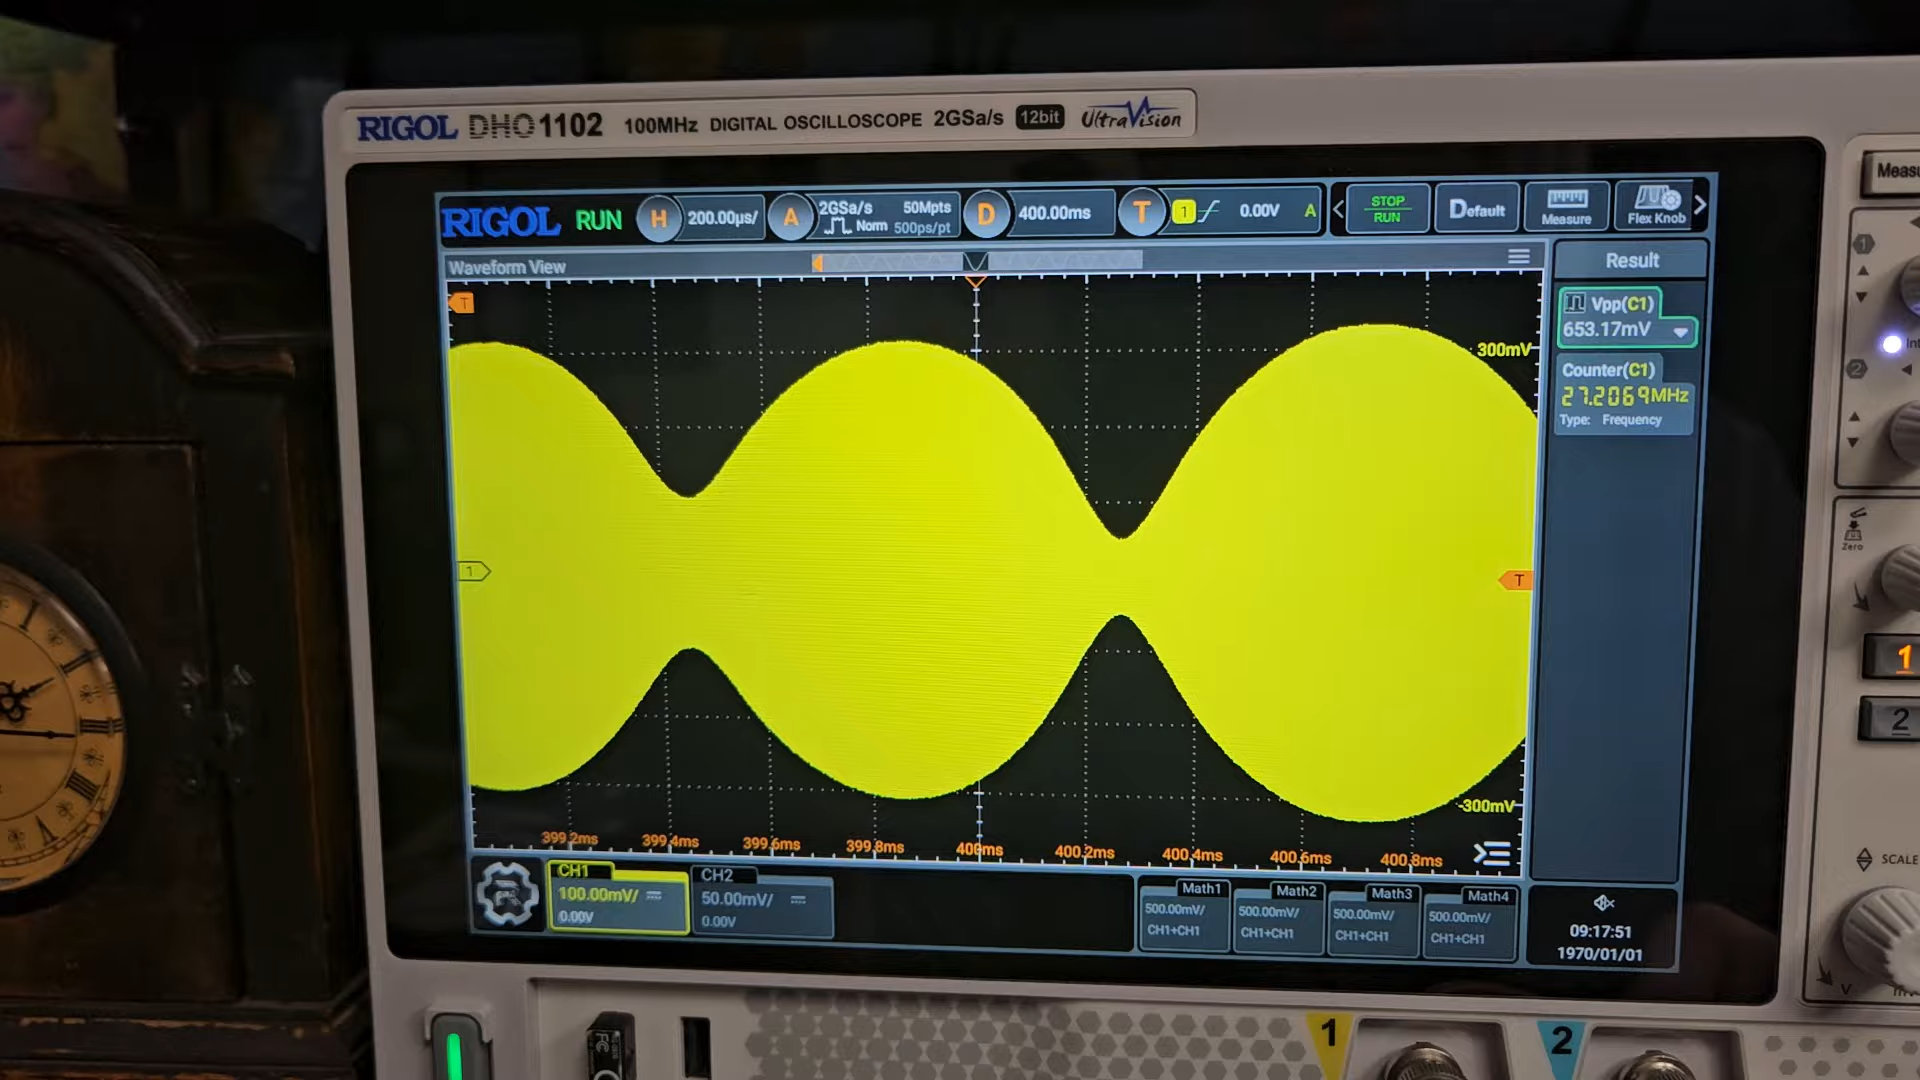 RIGOL DHO1102 100MHz DIGITAL OSCILLOSCOPE 2GSa/s 12bit UltraVision
RIGOL RUN H 200.00µs/ A 2GSa/s 50Mpts D 400.00ms T 1 0.00V A STOP RUN Default Measure Flex Knob
Norm 500ps/pt
Waveform View
Result
T
Vpp(C1)
653.17mV
300mV
Counter(C1)
27.2069MHz
Type: Frequency
1
T
-300mV
399.2ms 399.4ms 399.6ms 399.8ms 400ms 400.2ms 400.4ms 400.6ms 400.8ms
CH1
100.00mV/
0.00V
CH2
50.00mV/
0.00V
Math1
500.00mV/
CH1+CH1
Math2
500.00mV/
CH1+CH1
Math3
500.00mV/
CH1+CH1
Math4
500.00mV/
CH1+CH1
09:17:51
1970/01/01
Zero
1
2
SCALE
V
1
2